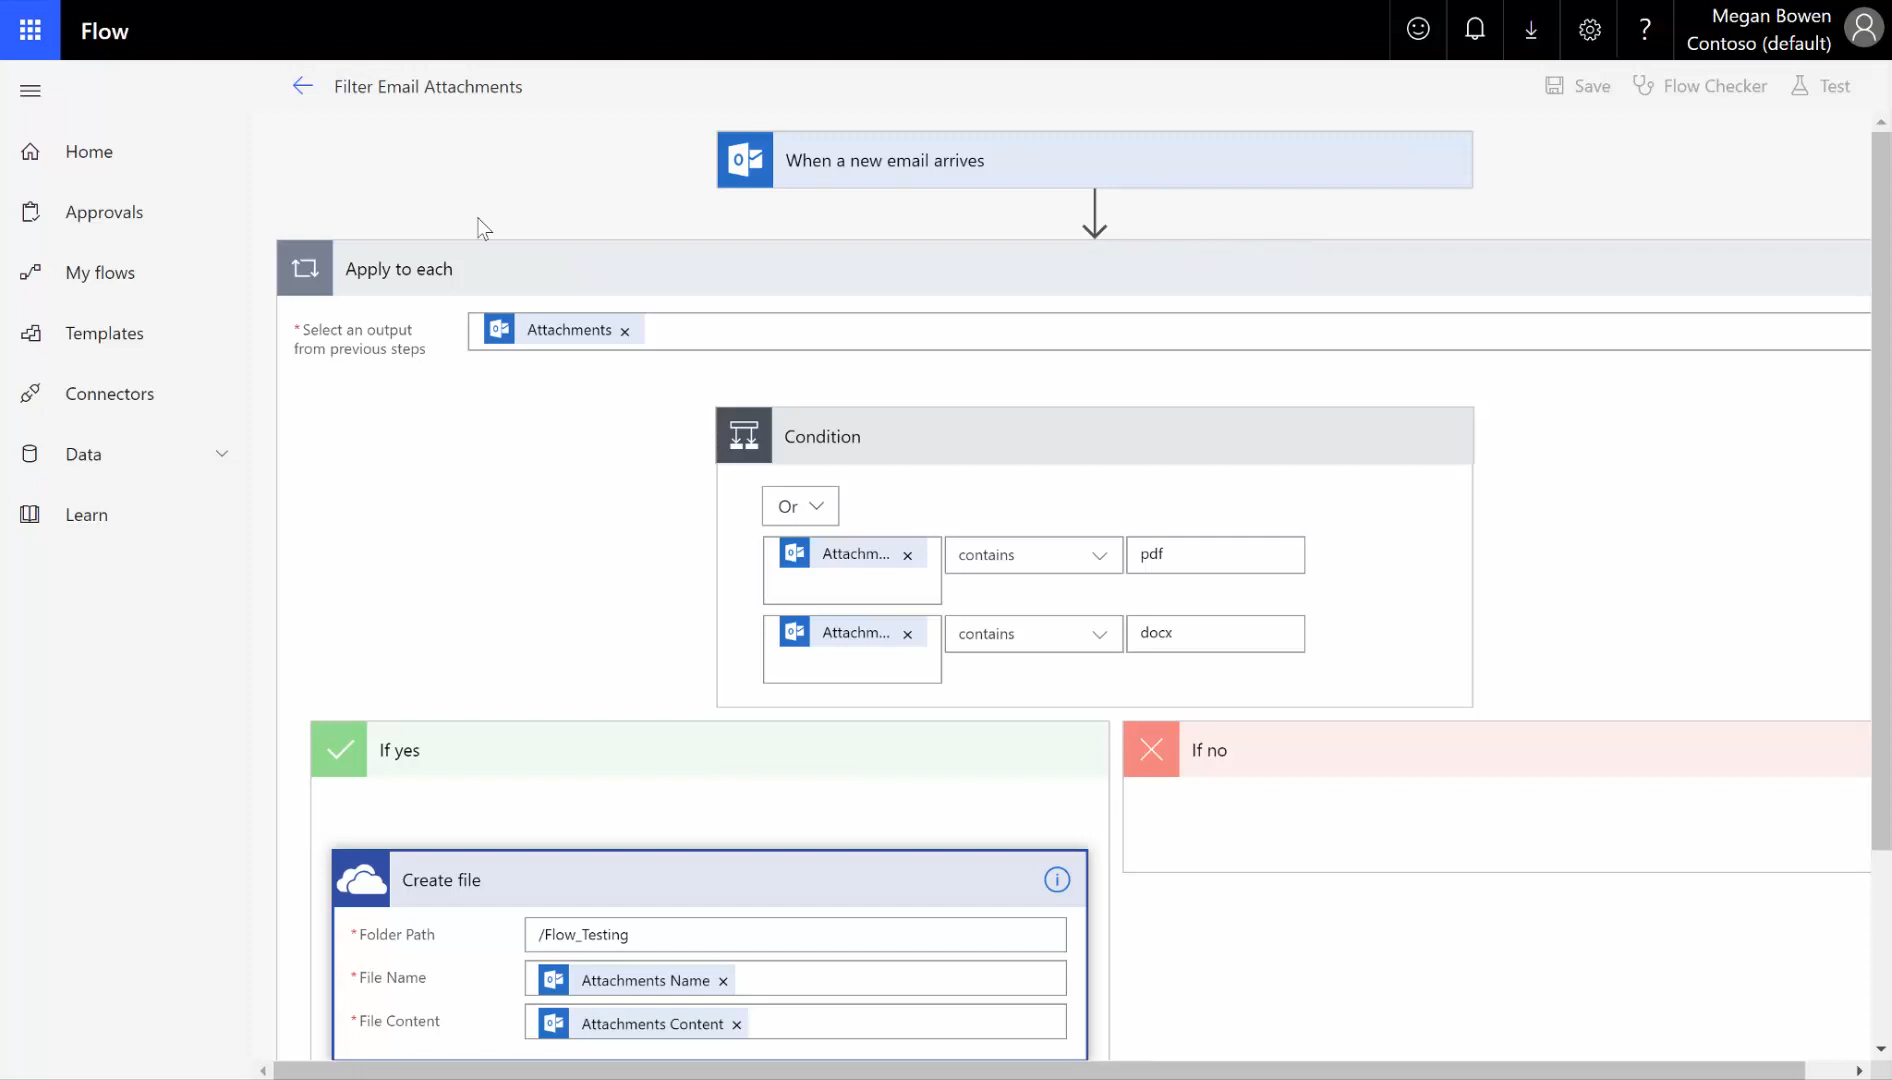 Flow
?
Megan Bowen
Contoso (default)
Filter Email Attachments
Save
Flow Checker
Test
Home
Approvals
My flows
Templates
Connectors
Data
Learn
When a new email arrives
Apply to each
*Select an output
from previous steps
Attachments ×
Condition
Or
Attachm... × contains pdf
Attachm... × contains docx
If yes
If no
Create file
*Folder Path /Flow_Testing
*File Name Attachments Name ×
*File Content Attachments Content ×